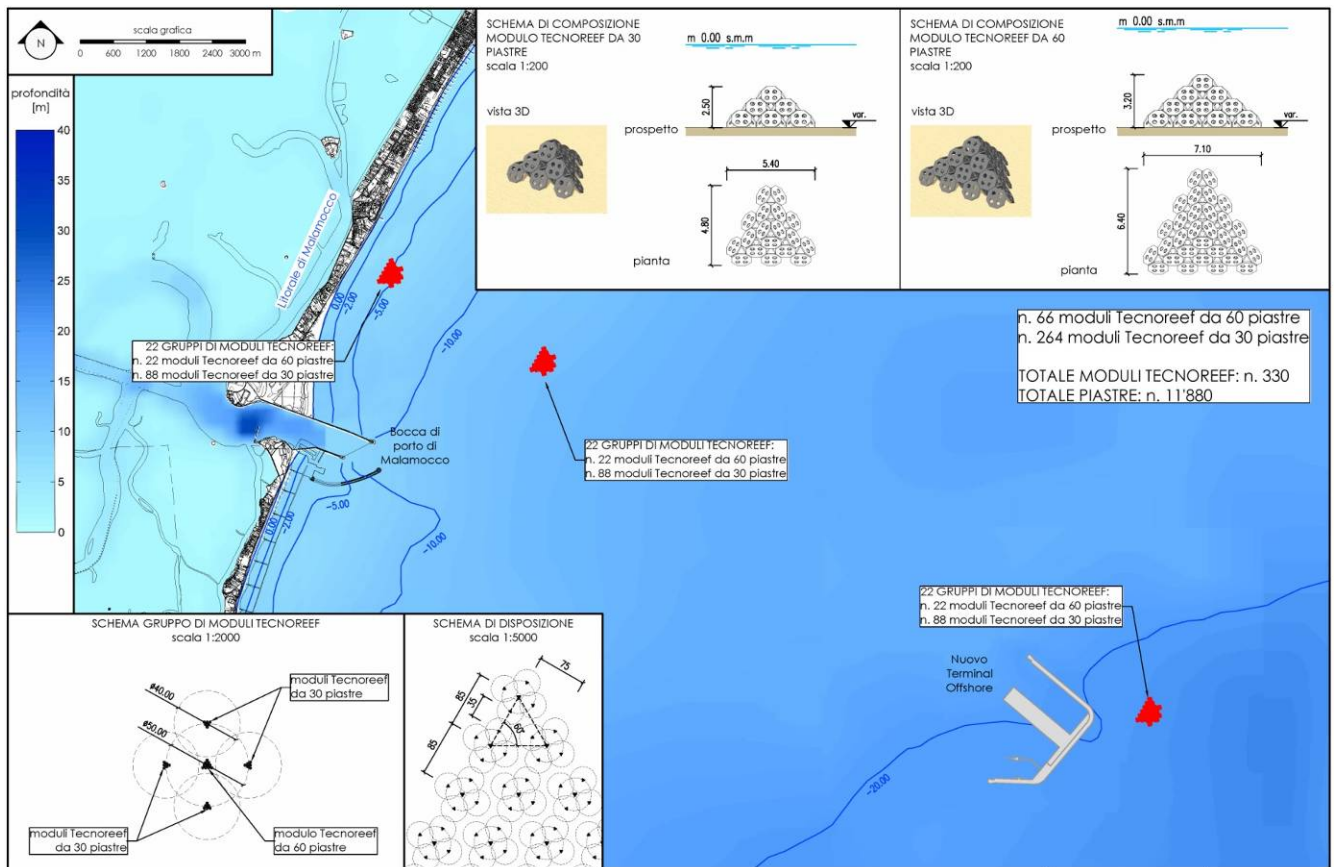 N
scala grafica
0 600 1200 1800 2400 3000 m
profondità
[m]
40
35
30
25
20
15
10
5
0
SCHEMA DI COMPOSIZIONE
MODULO TECNOREEF DA 30
PIASTRE
scala 1:200
m 0.00 s.m.m
vista 3D
2.50
prospetto
var.
5.40
4.80
pianta
SCHEMA DI COMPOSIZIONE
MODULO TECNOREEF DA 60
PIASTRE
scala 1:200
m 0.00 s.m.m
vista 3D
3.20
prospetto
var.
7.10
6.40
pianta
Litorale di Malamocco
0.00
-2.00
-5.00
-10.00
22 GRUPPI DI MODULI TECNOREEF:
n. 22 moduli Tecnoreef da 60 piastre
n. 88 moduli Tecnoreef da 30 piastre
n. 66 moduli Tecnoreef da 60 piastre
n. 264 moduli Tecnoreef da 30 piastre
TOTALE MODULI TECNOREEF: n. 330
TOTALE PIASTRE: n. 11'880
Bocca di
porto di
Malamocco
22 GRUPPI DI MODULI TECNOREEF:
n. 22 moduli Tecnoreef da 60 piastre
n. 88 moduli Tecnoreef da 30 piastre
0.00
-2.00
-5.00
-10.00
22 GRUPPI DI MODULI TECNOREEF:
n. 22 moduli Tecnoreef da 60 piastre
n. 88 moduli Tecnoreef da 30 piastre
Nuovo
Terminal
Offshore
-20.00
SCHEMA GRUPPO DI MODULI TECNOREEF
scala 1:2000
moduli Tecnoreef
da 30 piastre
ø40.00
ø50.00
moduli Tecnoreef
da 30 piastre
modulo Tecnoreef
da 60 piastre
SCHEMA DI DISPOSIZIONE
scala 1:5000
75
85
35
85
60°